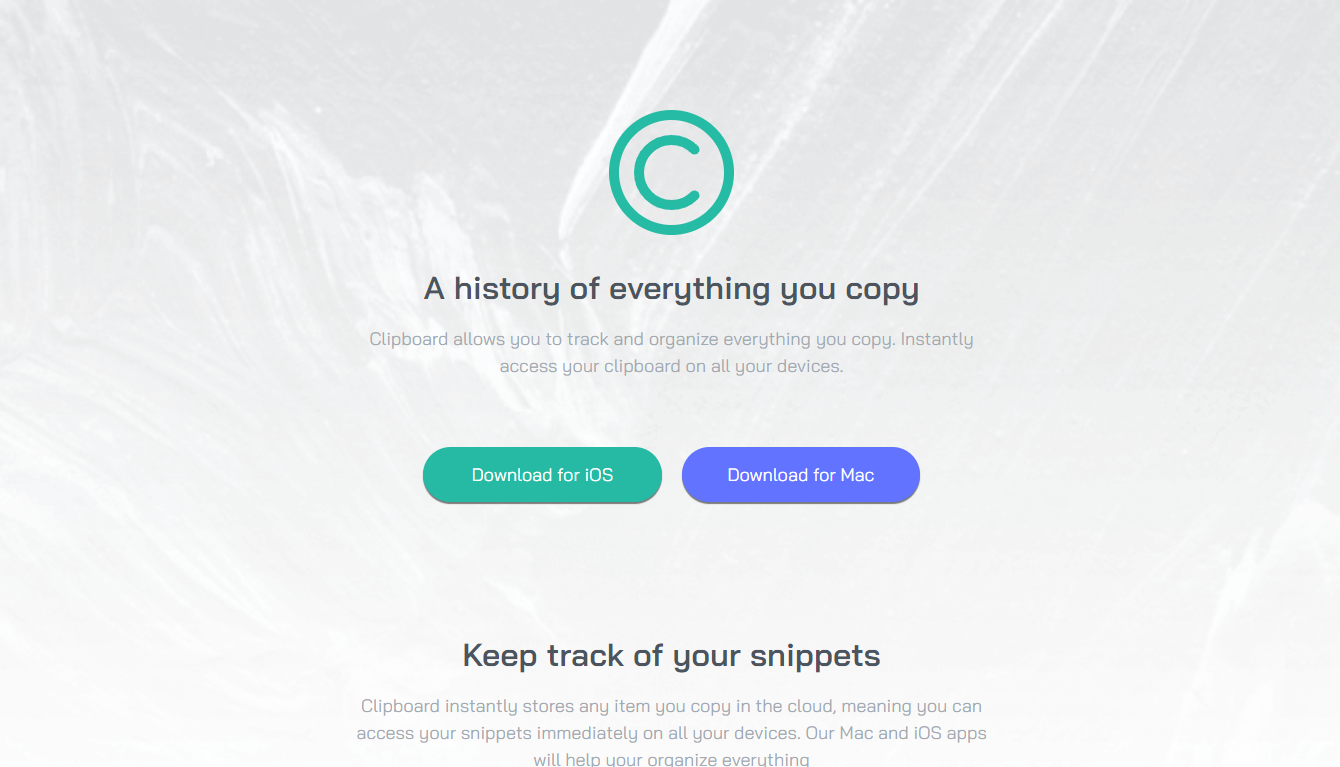 A history of everything you copy
Clipboard allows you to track and organize everything you copy. Instantly
access your clipboard on all your devices.
Download for iOS
Download for Mac
Keep track of your snippets
Clipboard instantly stores any item you copy in the cloud, meaning you can
access your snippets immediately on all your devices. Our Mac and iOS apps
will help your organize everything